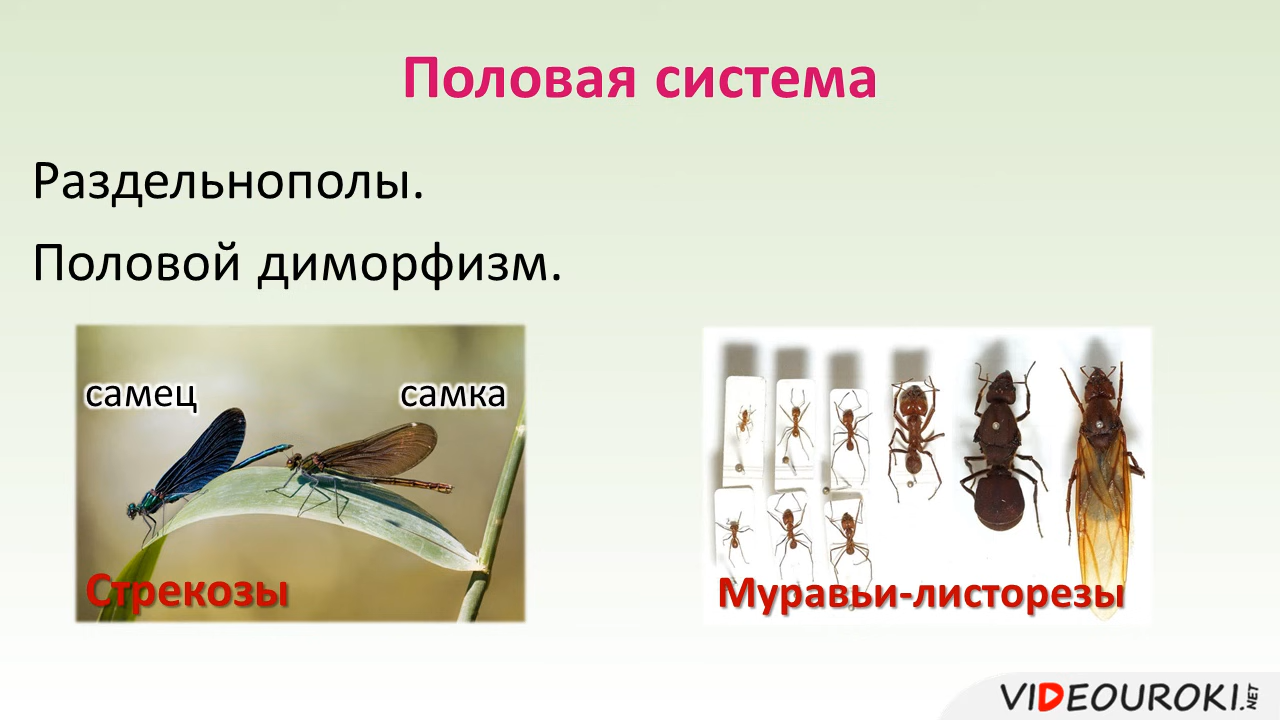 Половая система
Раздельнополы.
Половой диморфизм.
самец
самка
Стрекозы
Муравьи-листорезы
VIDEOUROKI.NET